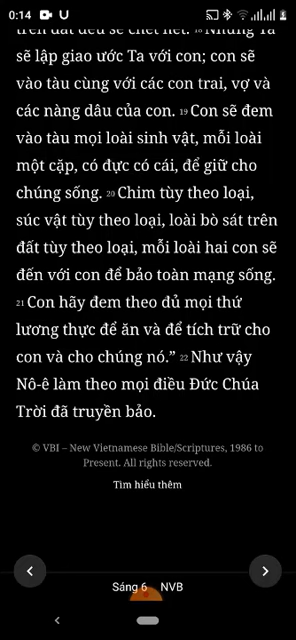 0:14
trên đất đều sẽ chết hết. 18 Nhưng Ta
sẽ lập giao ước Ta với con; con sẽ
vào tàu cùng với các con trai, vợ và
các nàng dâu của con. 19 Con sẽ đem
vào tàu mọi loài sinh vật, mỗi loài
một cặp, có đực có cái, để giữ cho
chúng sống. 20 Chim tùy theo loại,
súc vật tùy theo loại, loài bò sát trên
đất tùy theo loại, mỗi loài hai con sẽ
đến với con để bảo toàn mạng sống.
21 Con hãy đem theo đủ mọi thứ
lương thực để ăn và để tích trữ cho
con và cho chúng nó.” 22 Như vậy
Nô-ê làm theo mọi điều Đức Chúa
Trời đã truyền bảo.
© VBI – New Vietnamese Bible/Scriptures, 1986 to
Present. All rights reserved.
Tìm hiểu thêm
Sáng 6 NVB